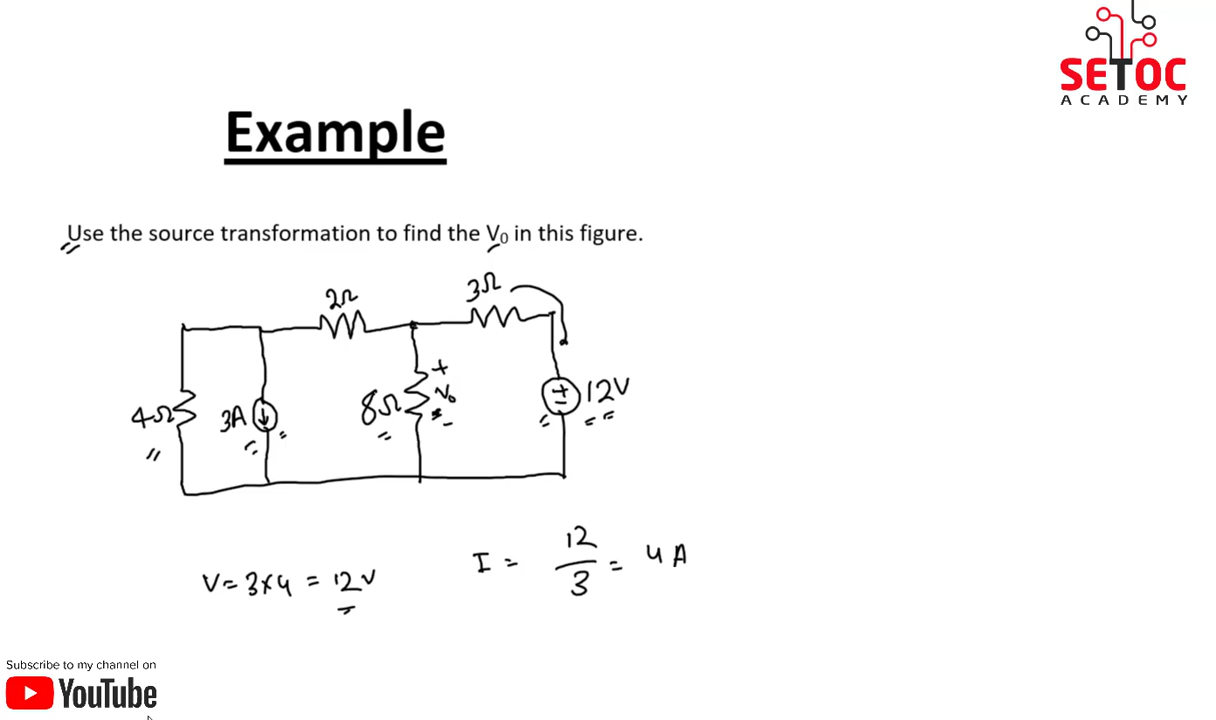 SETOC
ACADEMY
Example
Use the source transformation to find the V₀ in this figure.
2Ω
3Ω
4Ω
3A
8Ω
+
V₀
-
+
-
12V
V = 3×4 = 12V
I = 12/3 = 4A
Subscribe to my channel on
YouTube